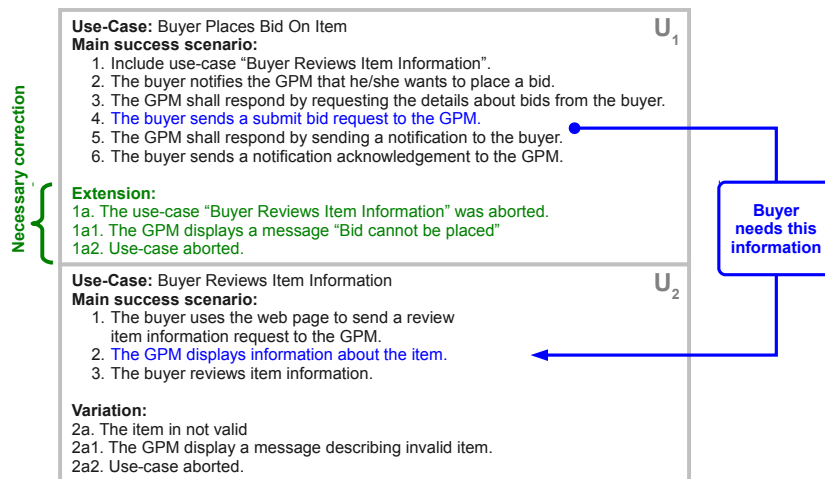 Use-Case: Buyer Places Bid On Item
U1
Main success scenario:
1. Include use-case “Buyer Reviews Item Information”.
2. The buyer notifies the GPM that he/she wants to place a bid.
3. The GPM shall respond by requesting the details about bids from the buyer.
4. The buyer sends a submit bid request to the GPM.
5. The GPM shall respond by sending a notification to the buyer.
6. The buyer sends a notification acknowledgement to the GPM.
Necessary correction
Extension:
1a. The use-case “Buyer Reviews Item Information” was aborted.
1a1. The GPM displays a message “Bid cannot be placed”
1a2. Use-case aborted.
Buyer
needs this
information
Use-Case: Buyer Reviews Item Information
U2
Main success scenario:
1. The buyer uses the web page to send a review
item information request to the GPM.
2. The GPM displays information about the item.
3. The buyer reviews item information.
Variation:
2a. The item in not valid
2a1. The GPM display a message describing invalid item.
2a2. Use-case aborted.